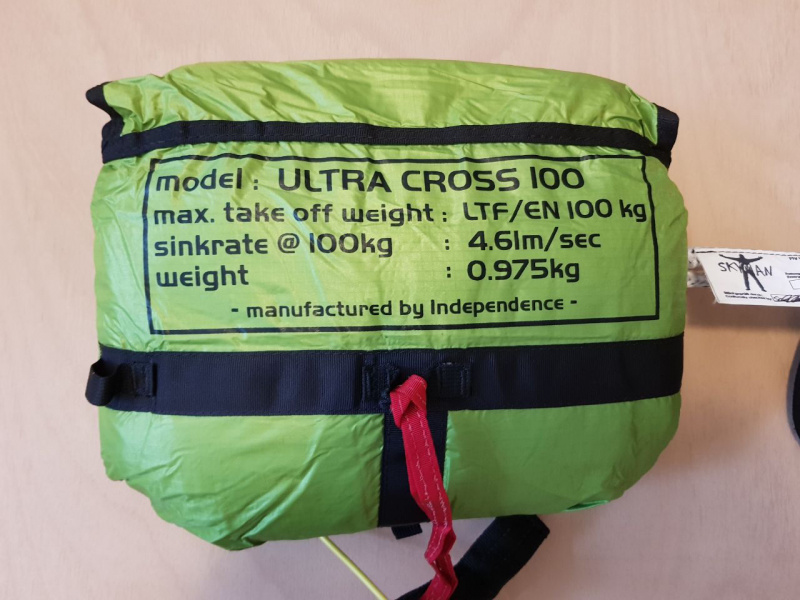 model : ULTRA CROSS 100
max. take off weight : LTF/EN 100 kg
sinkrate @ 100kg : 4.61m/sec
weight : 0.975kg
- manufactured by Independence -
SKYMAN